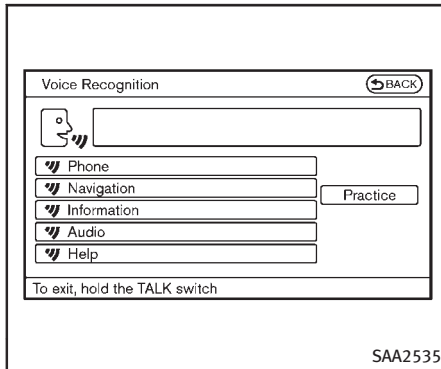 Voice Recognition
BACK
Phone
Navigation
Practice
Information
Audio
Help
To exit, hold the TALK switch
SAA2535